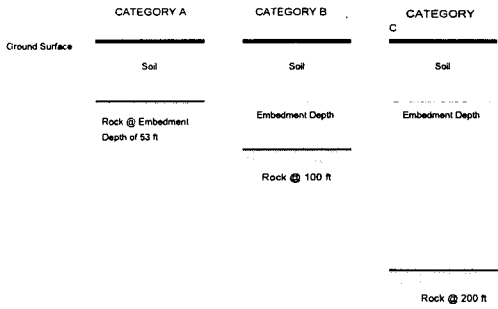 CATEGORY A
CATEGORY B
CATEGORY
C
Ground Surface
Soil
Soil
Soil
Rock @ Embedment
Depth of 53 ft
Embedment Depth
Embedment Depth
Rock @ 100 ft
Rock @ 200 ft